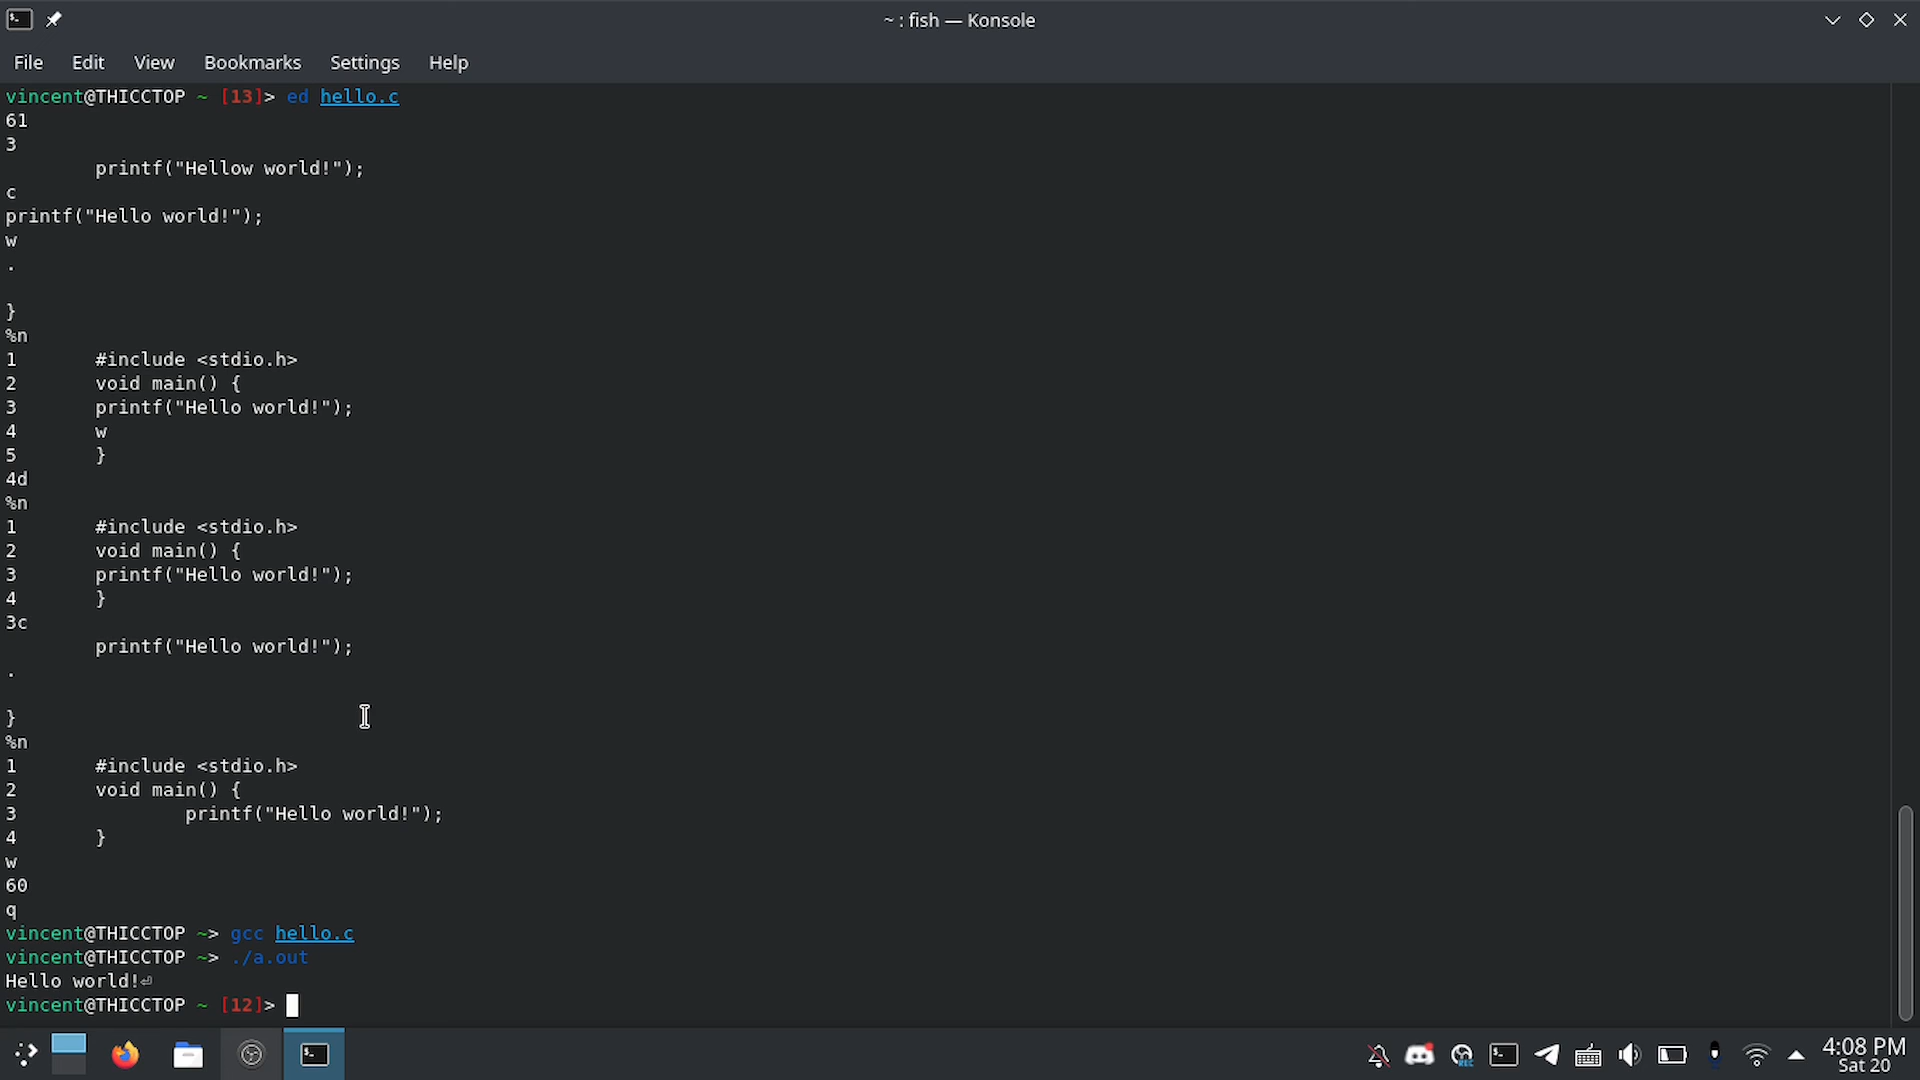 ~ : fish — Konsole
File Edit View Bookmarks Settings Help
vincent@THICCTOP ~ [13]> ed hello.c
61
3
printf("Hellow world!");
c
printf("Hello world!");
w
.
}
%n
1 #include <stdio.h>
2 void main() {
3 printf("Hello world!");
4 w
5 }
4d
%n
1 #include <stdio.h>
2 void main() {
3 printf("Hello world!");
4 }
3c
printf("Hello world!");
.
}
%n
1 #include <stdio.h>
2 void main() {
3 printf("Hello world!");
4 }
w
60
q
vincent@THICCTOP ~> gcc hello.c
vincent@THICCTOP ~> ./a.out
Hello world!⏎
vincent@THICCTOP ~ [12]>
4:08 PM
Sat 20